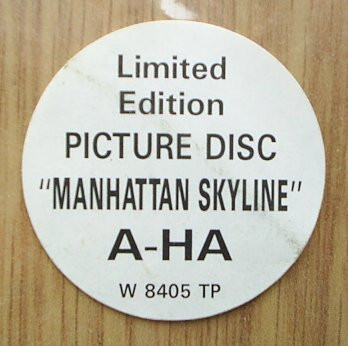 Limited
Edition
PICTURE DISC
"MANHATTAN SKYLINE"
A-HA
W 8405 TP